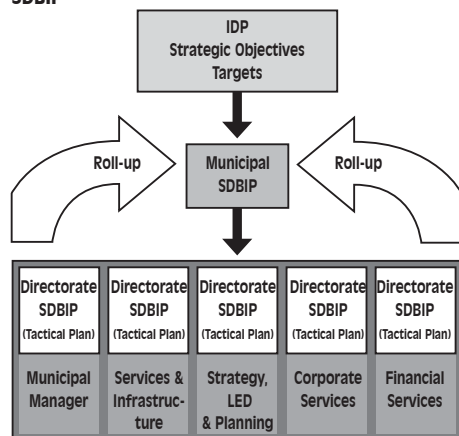 SDBIP
IDP
Strategic Objectives
Targets
Roll-up
Municipal
SDBIP
Roll-up
Directorate
SDBIP
(Tactical Plan)
Directorate
SDBIP
(Tactical Plan)
Directorate
SDBIP
(Tactical Plan)
Directorate
SDBIP
(Tactical Plan)
Directorate
SDBIP
(Tactical Plan)
Municipal
Manager
Services &
Infrastruc-
ture
Strategy,
LED
& Planning
Corporate
Services
Financial
Services